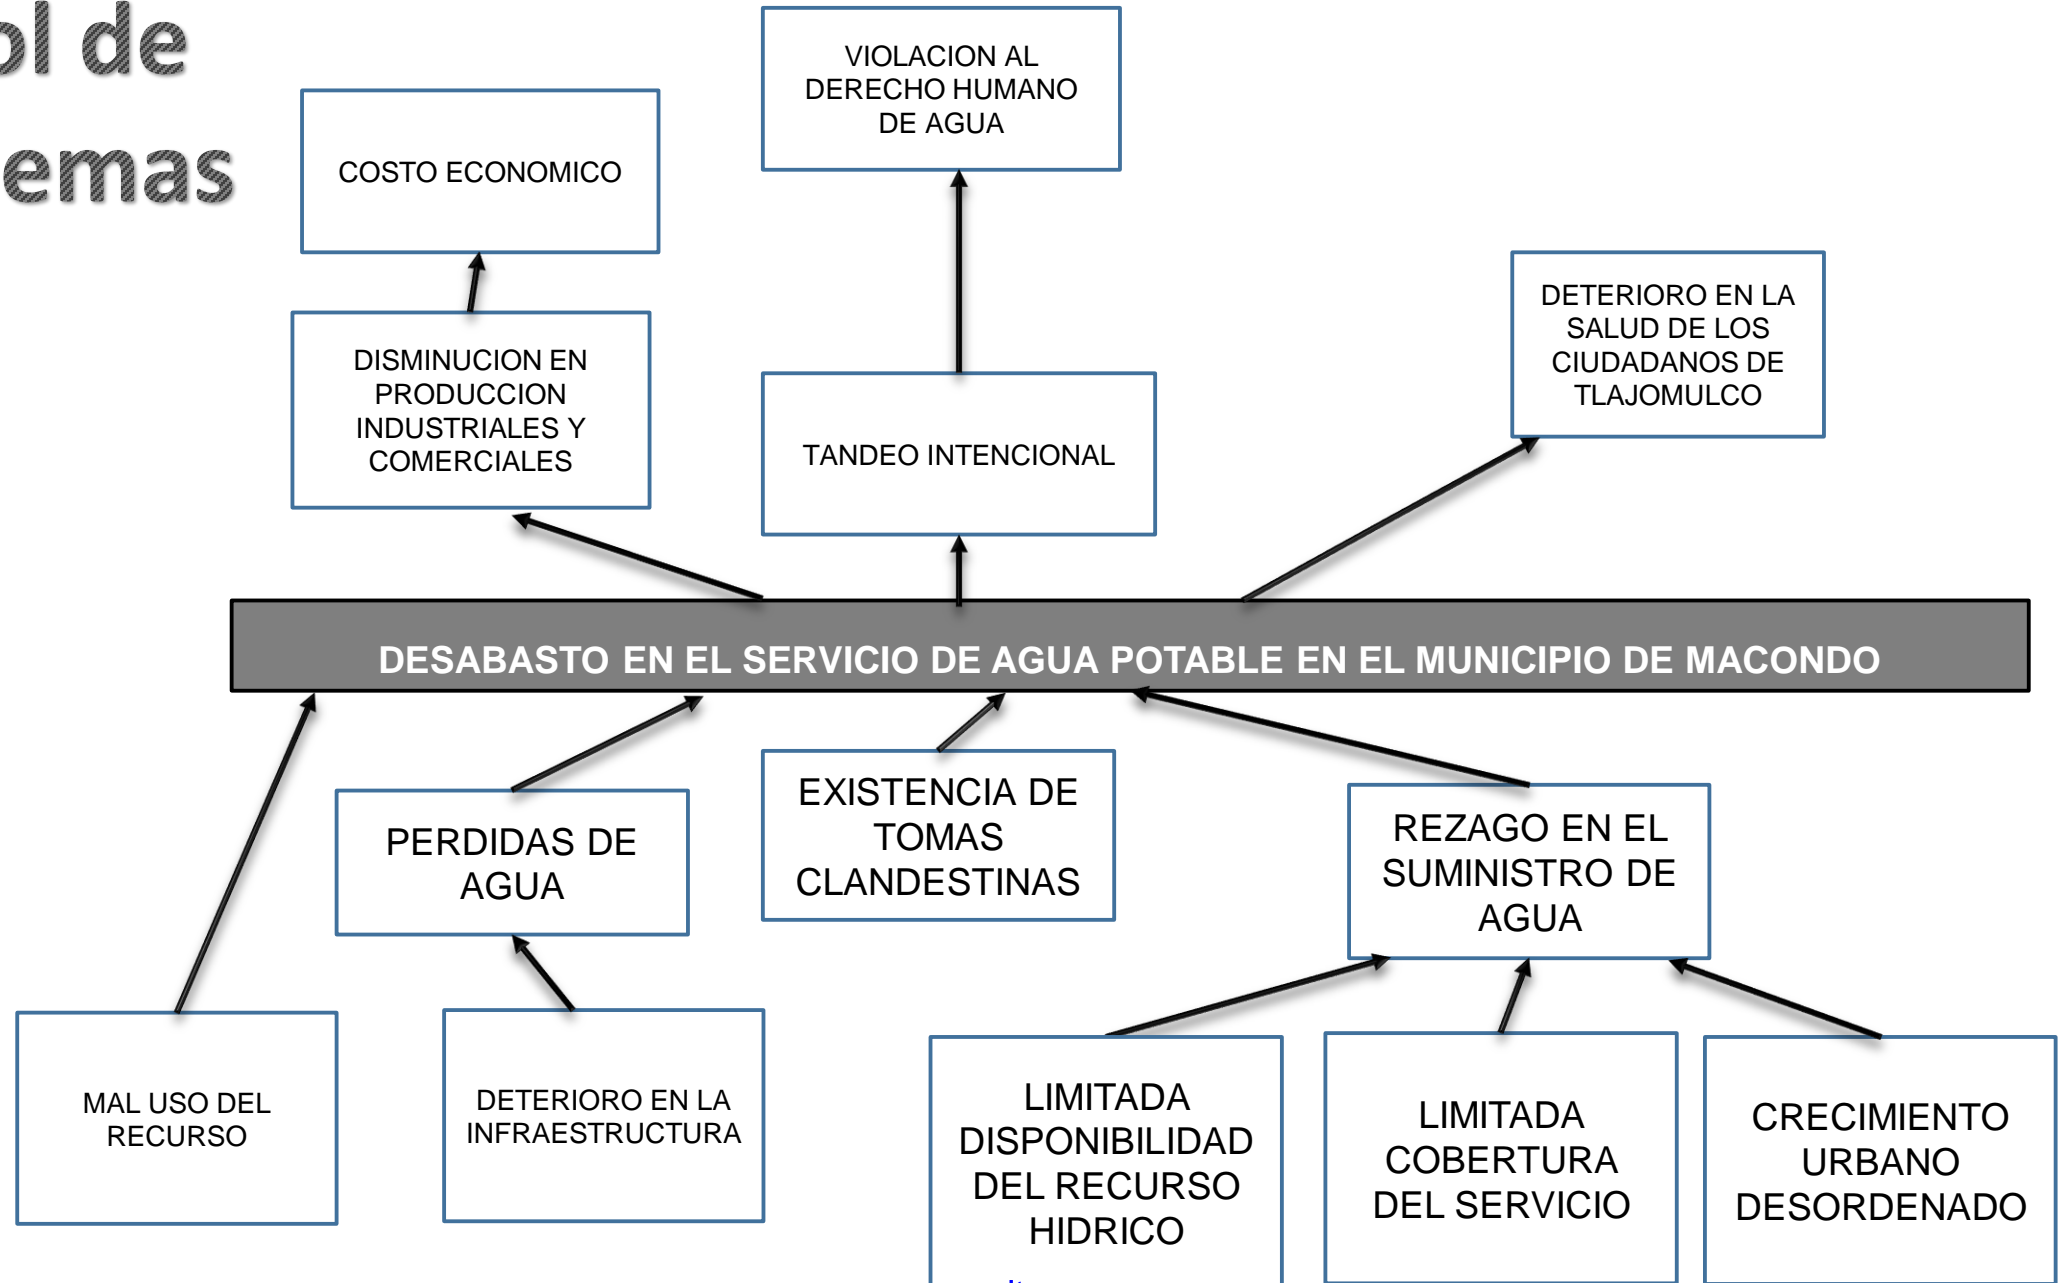 ol de
emas
VIOLACION AL
DERECHO HUMANO
DE AGUA
COSTO ECONOMICO
DETERIORO EN LA
SALUD DE LOS
CIUDADANOS DE
TLAJOMULCO
DISMINUCION EN
PRODUCCION
INDUSTRIALES Y
COMERCIALES
TANDEO INTENCIONAL
DESABASTO EN EL SERVICIO DE AGUA POTABLE EN EL MUNICIPIO DE MACONDO
PERDIDAS DE
AGUA
EXISTENCIA DE
TOMAS
CLANDESTINAS
REZAGO EN EL
SUMINISTRO DE
AGUA
MAL USO DEL
RECURSO
DETERIORO EN LA
INFRAESTRUCTURA
LIMITADA
DISPONIBILIDAD
DEL RECURSO
HIDRICO
LIMITADA
COBERTURA
DEL SERVICIO
CRECIMIENTO
URBANO
DESORDENADO